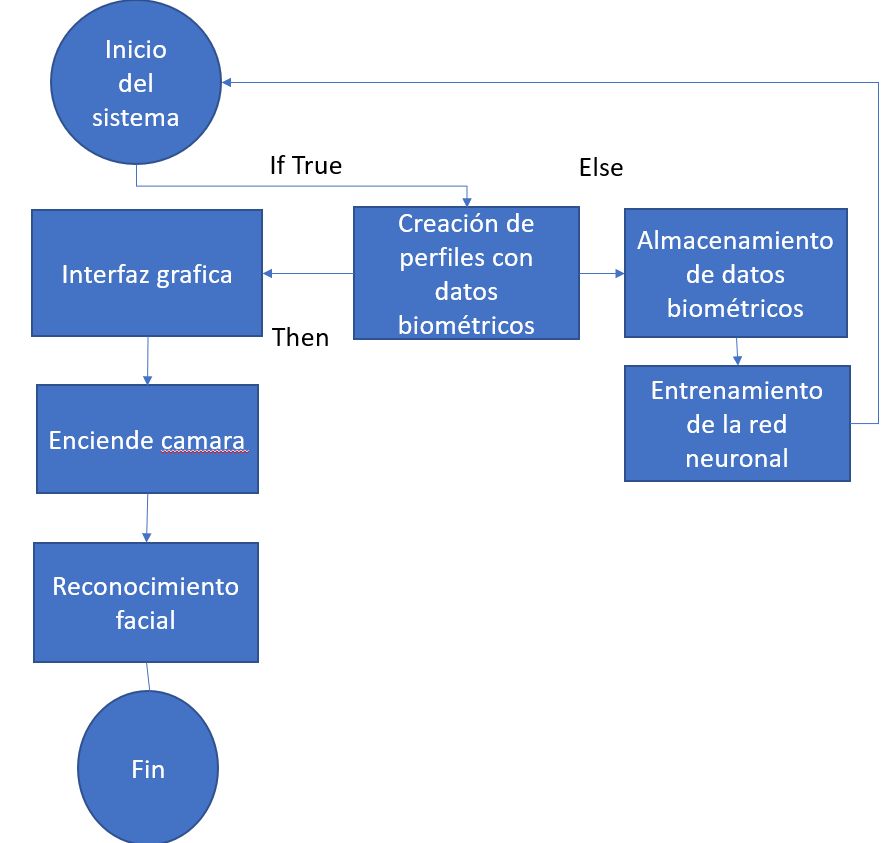 Inicio
del
sistema
If True
Else
Creación de
perfiles con
datos
biométricos
Interfaz grafica
Almacenamiento
de datos
biométricos
Then
Entrenamiento
de la red
neuronal
Enciende camara
Reconocimiento
facial
Fin